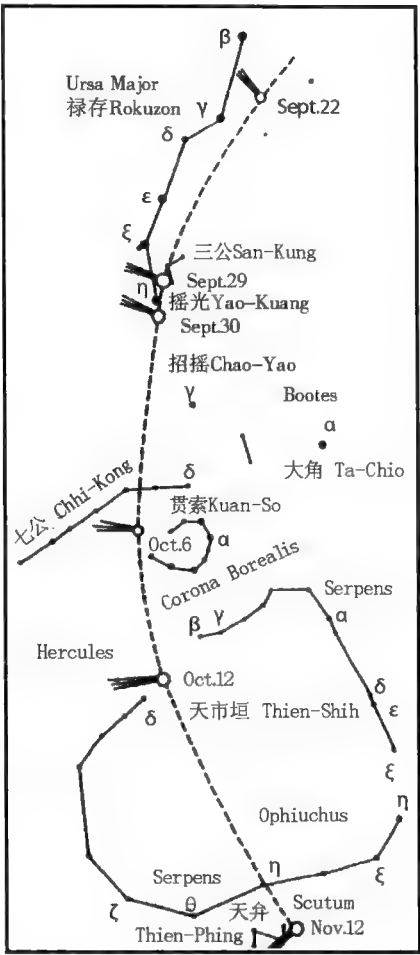 β
Ursa Major
禄存Rokuzon γ
Sept.22
δ
ε
ξ
三公San-Kung
Sept.29
η
摇光Yao-Kuang
Sept.30
招摇Chao-Yao
γ
Bootes
α
大角 Ta-Chio
七公 Chhi-Kong
δ
贯索Kuan-So
Oct.6
α
Corona Borealis
Serpens
β γ
α
Hercules
Oct.12
δ
天市垣 Thien-Shih
δ
ε
ξ
η
Ophiuchus
Serpens
η
ξ
ζ
θ
天弁
Scutum
Thien-Phing
Nov.12